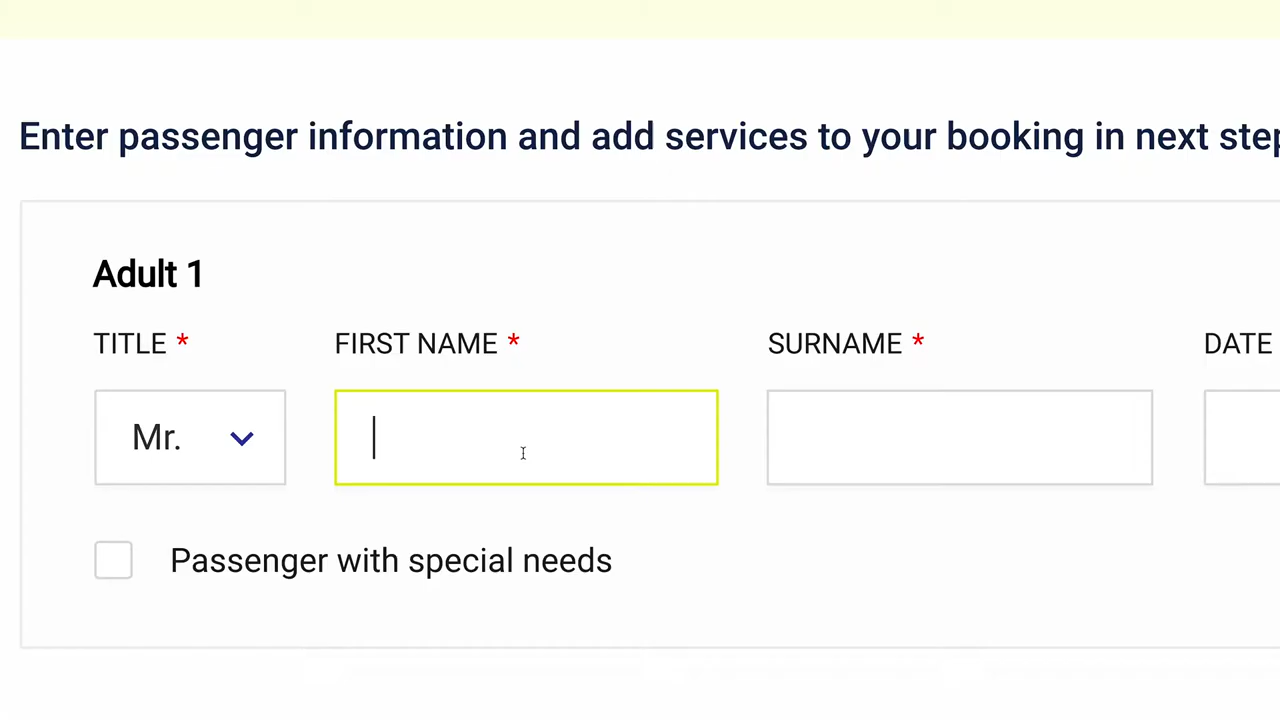 Enter passenger information and add services to your booking in next step
Adult 1
TITLE * FIRST NAME * SURNAME * DATE
Mr.
Passenger with special needs